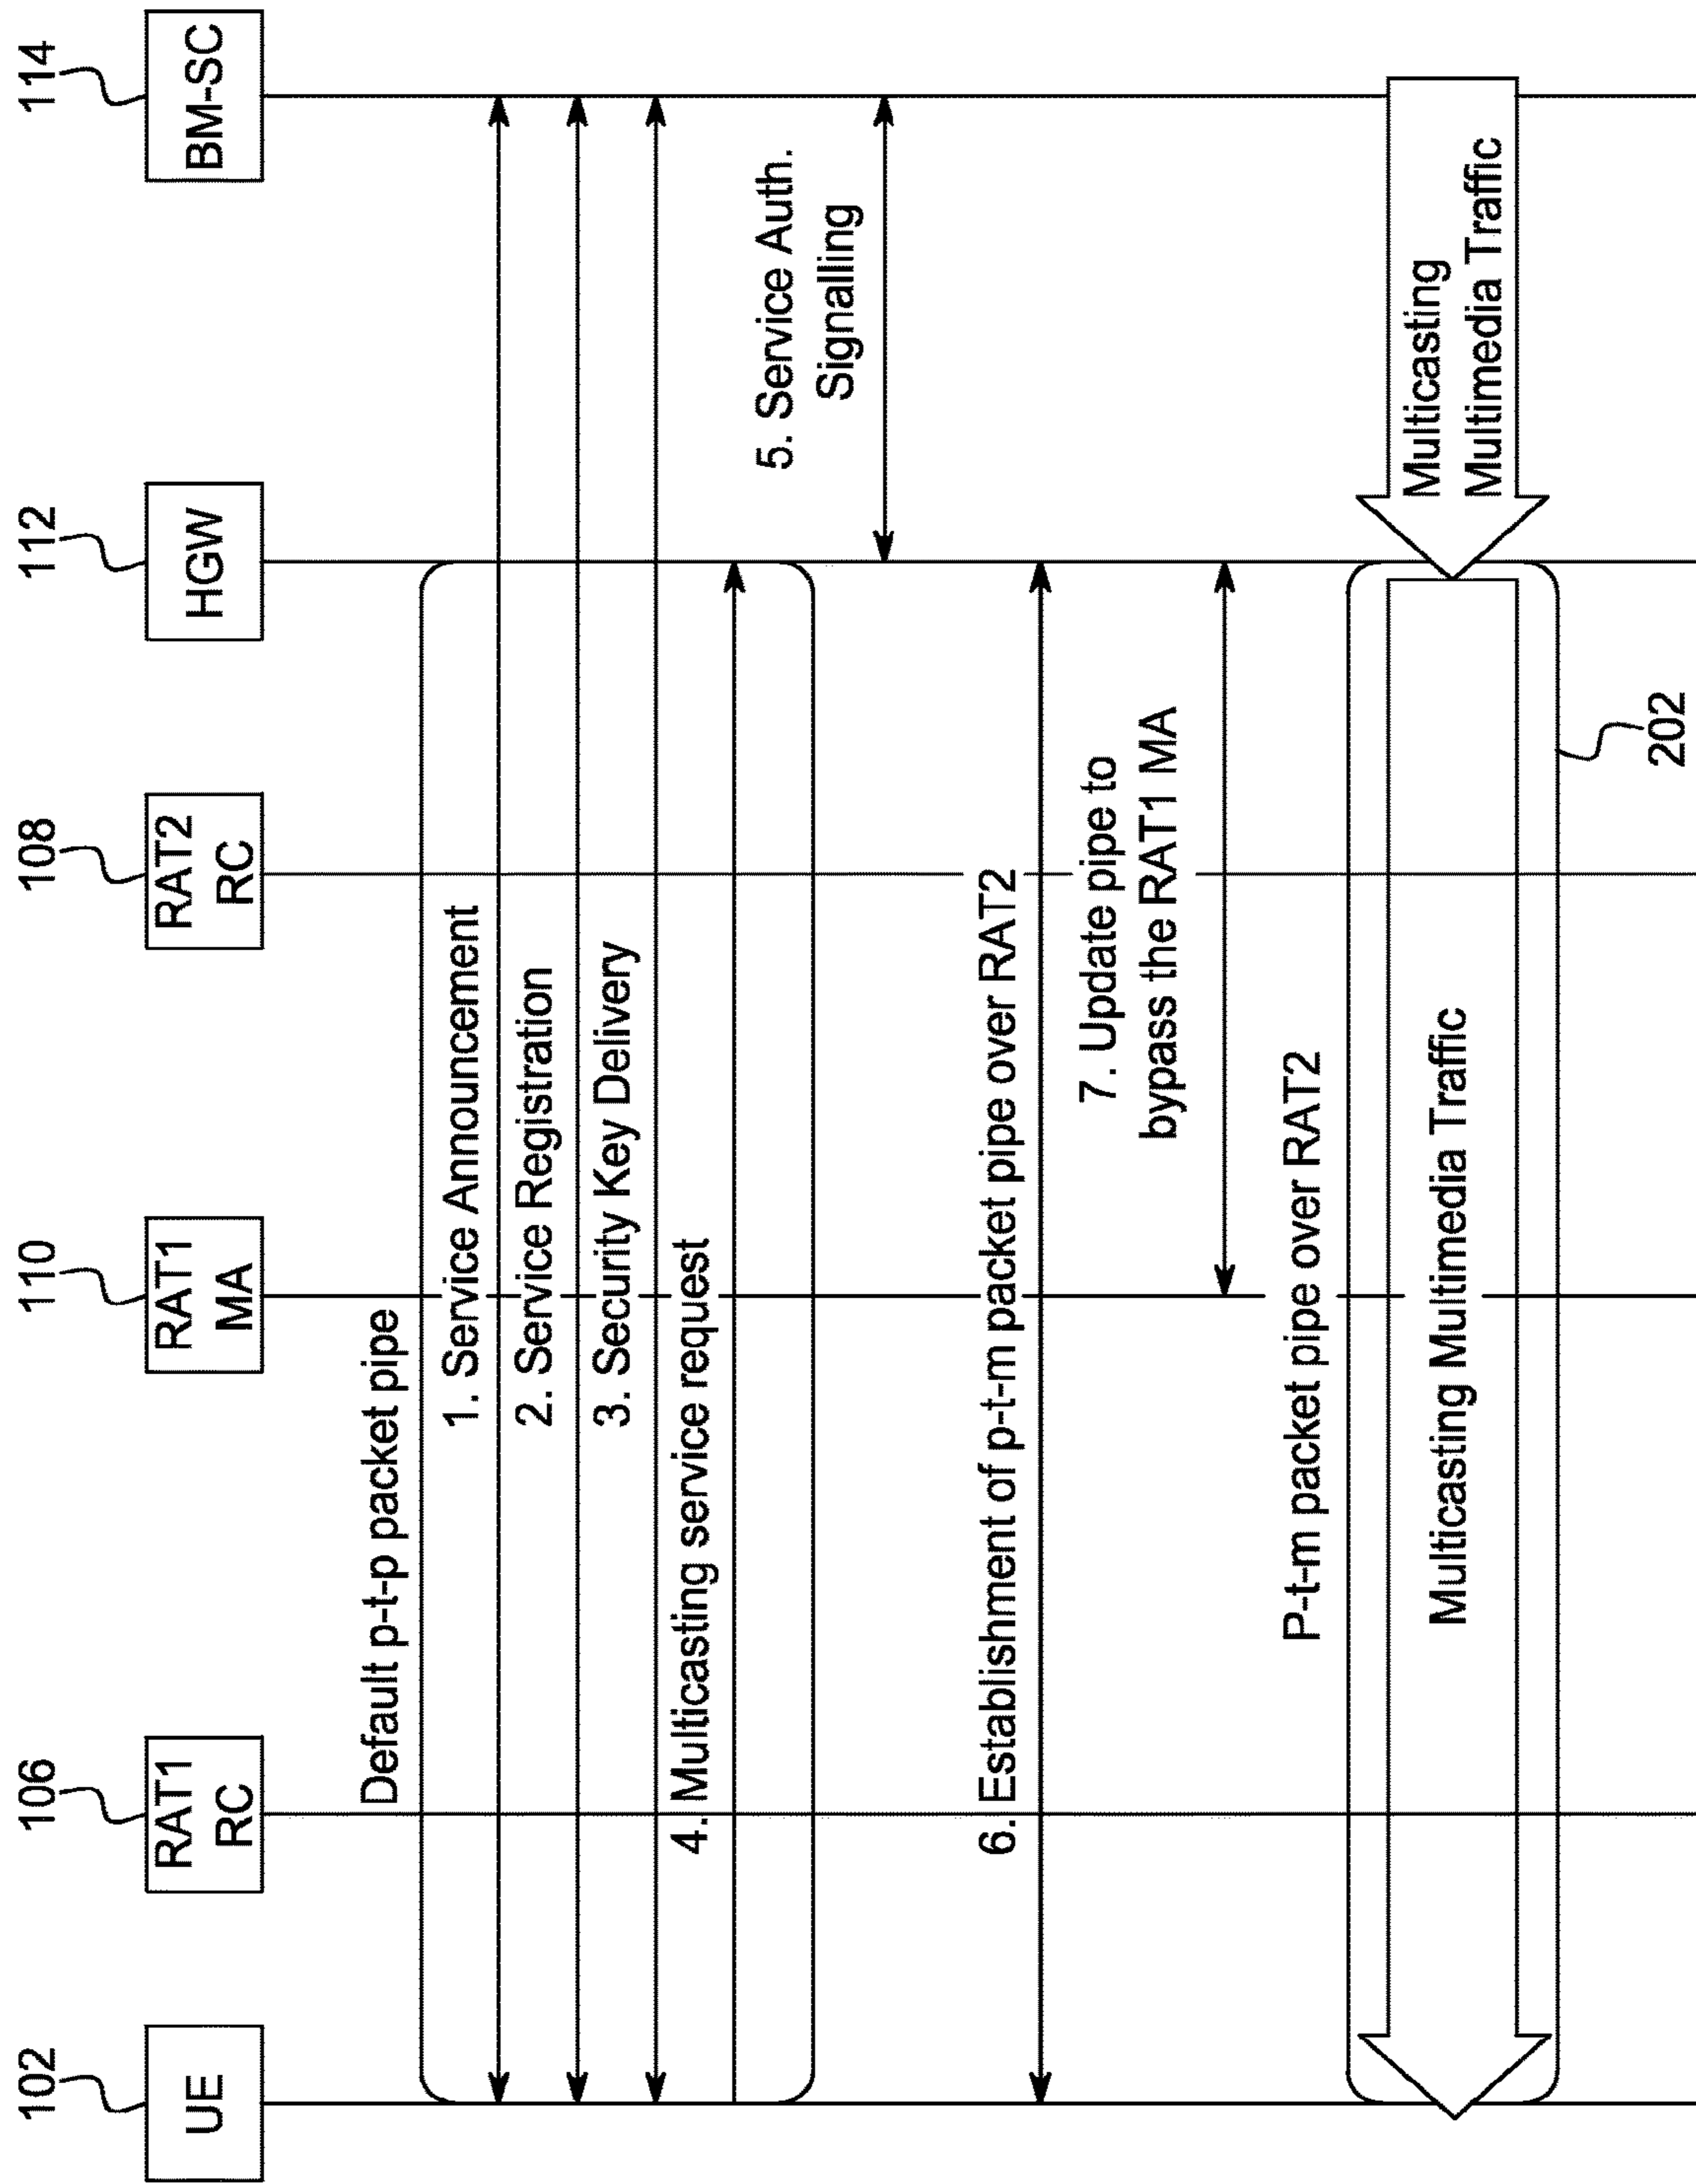 102
106
110
108
112
114
UE
RAT1
RC
RAT1
MA
RAT2
RC
HGW
BM-SC
Default p-t-p packet pipe
1. Service Announcement
2. Service Registration
3. Security Key Delivery
4. Multicasting service request
5. Service Auth.
Signalling
6. Establishment of p-t-m packet pipe over RAT2
7. Update pipe to
bypass the RAT1 MA
P-t-m packet pipe over RAT2
Multicasting Multimedia Traffic
Multicasting
Multimedia Traffic
202